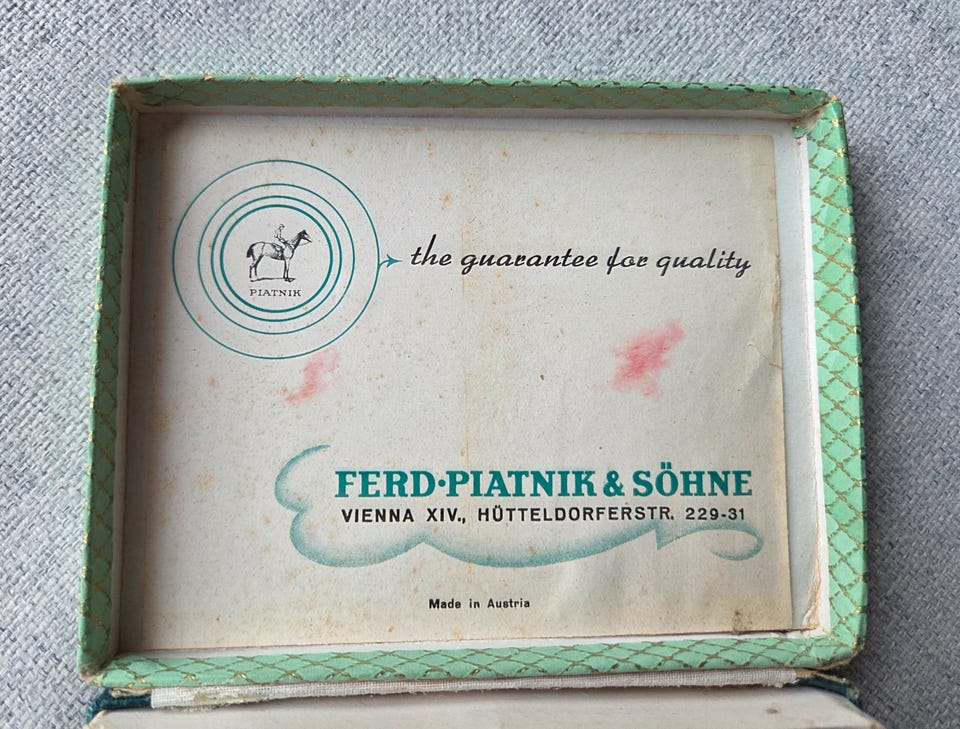 PIATNIK
the guarantee for quality
FERD·PIATNIK & SÖHNE
VIENNA XIV., HÜTTELDORFERSTR. 229-31
Made in Austria